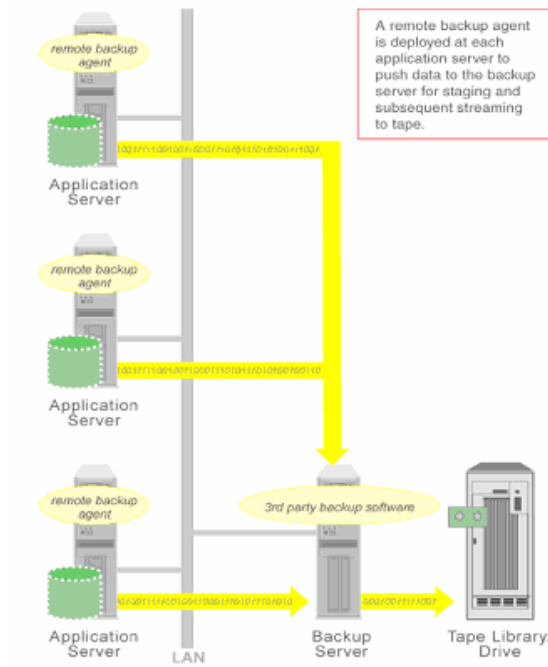 A remote backup agent
is deployed at each
application server to
push data to the backup
server for staging and
subsequent streaming
to tape.
remote backup
agent
Application
Server
remote backup
agent
Application
Server
remote backup
agent
3rd party backup software
Application
Server
LAN
Backup
Server
Tape Library
Drive